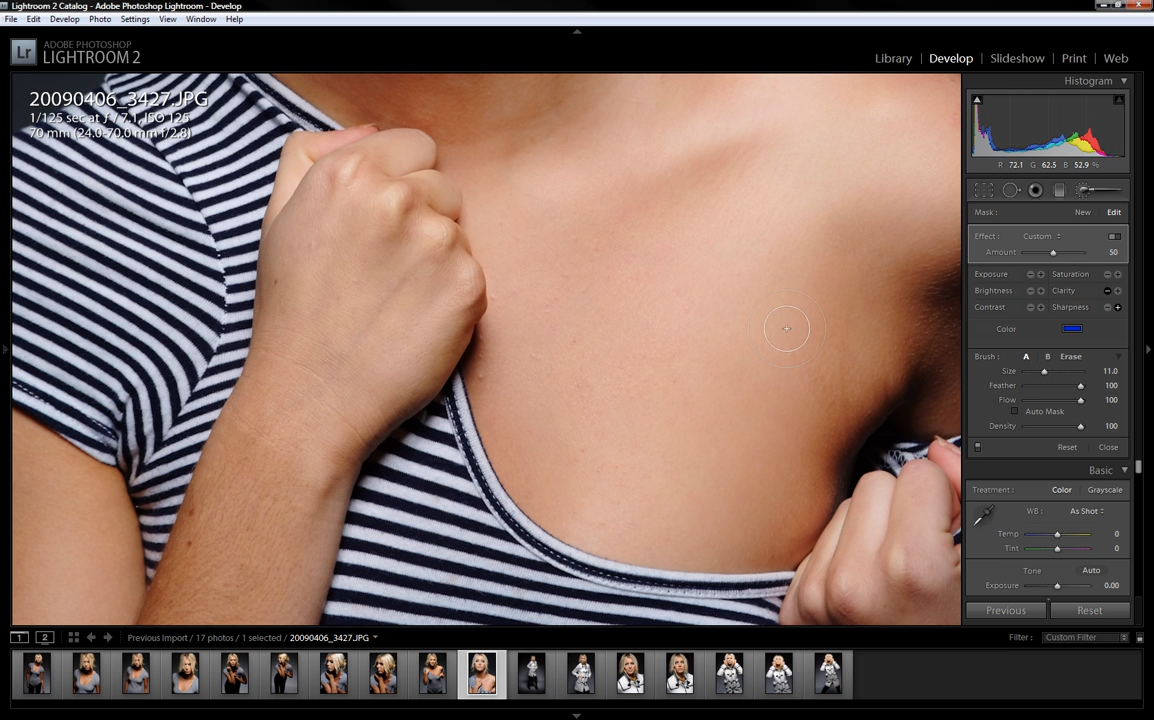 Lightroom 2 Catalog - Adobe Photoshop Lightroom - Develop
File Edit Develop Photo Settings View Window Help
Lr ADOBE PHOTOSHOP
LIGHTROOM 2
Library | Develop | Slideshow | Print | Web
20090406_3427.JPG
1/125 sec at ƒ / 7.1, ISO 125
70 mm (24.0-70.0 mm f/2.8)
Histogram
R 72.1 G 62.5 B 52.9 %
Mask : New Edit
Effect : Custom
Amount 50
Exposure Saturation
Brightness Clarity
Contrast Sharpness
Color
Brush : A B Erase
Size 11.0
Feather 100
Flow 100
Auto Mask
Density 100
Reset Close
Basic
Treatment : Color Grayscale
WB : As Shot
Temp 0
Tint 0
Tone Auto
Exposure 0.00
Previous Reset
1 2 Previous Import / 17 photos / 1 selected / 20090406_3427.JPG
Filter : Custom Filter